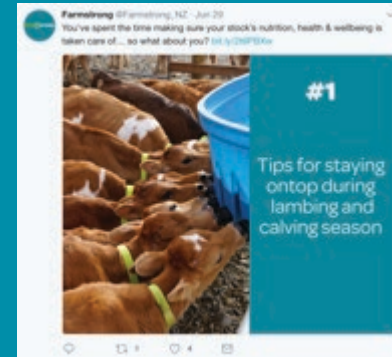 Farmstrong @Farmstrong_NZ · Jun 29
You've spent the time making sure your stock's nutrition, health & wellbeing is
taken care of... so what about you?
#1
Tips for staying
ontop during
lambing and
calving season
4